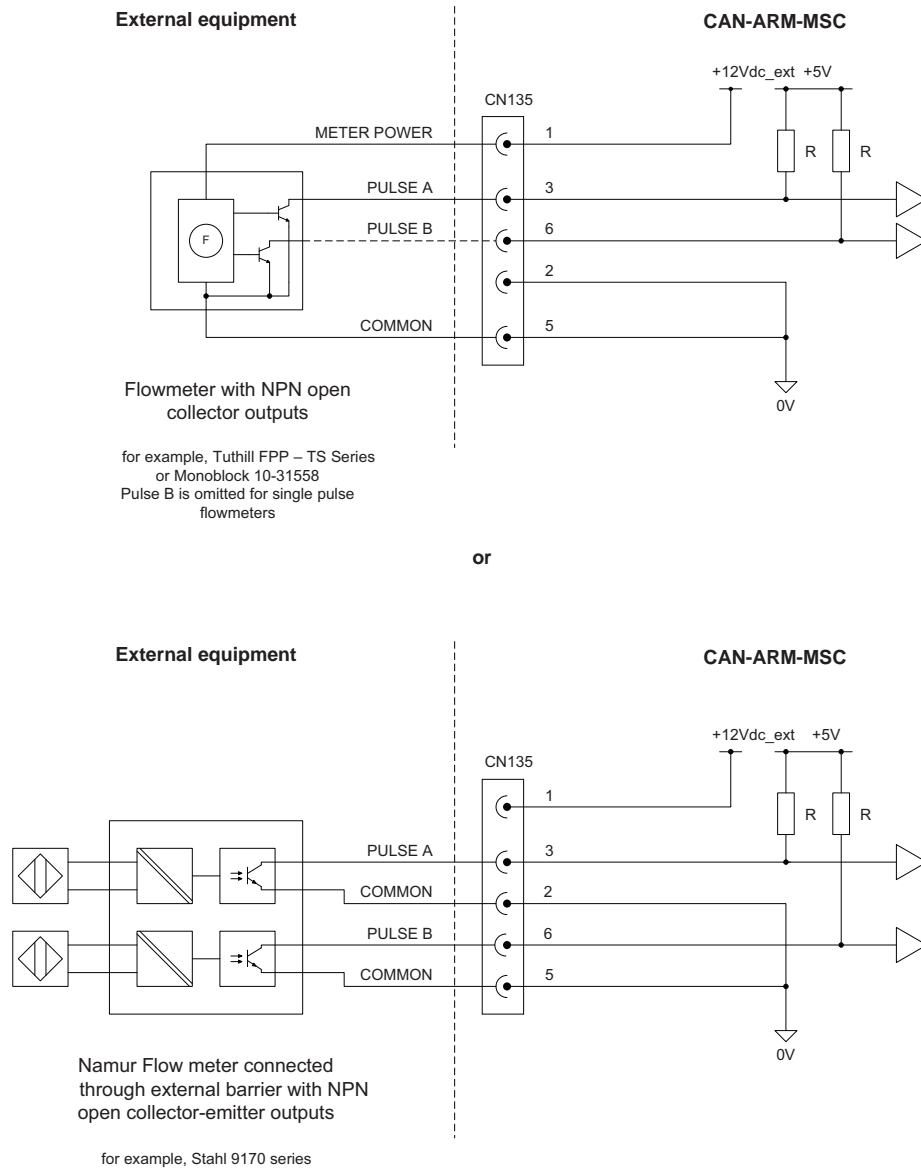 External equipment
CAN-ARM-MSC
+12Vdc_ext +5V
CN135
METER POWER
1
R
R
PULSE A
3
PULSE B
6
F
2
COMMON
5
0V
Flowmeter with NPN open
collector outputs
for example, Tuthill FPP – TS Series
or Monoblock 10-31558
Pulse B is omitted for single pulse
flowmeters
or
External equipment
CAN-ARM-MSC
+12Vdc_ext +5V
CN135
1
R
R
PULSE A
3
COMMON
2
PULSE B
6
COMMON
5
0V
Namur Flow meter connected
through external barrier with NPN
open collector-emitter outputs
for example, Stahl 9170 series